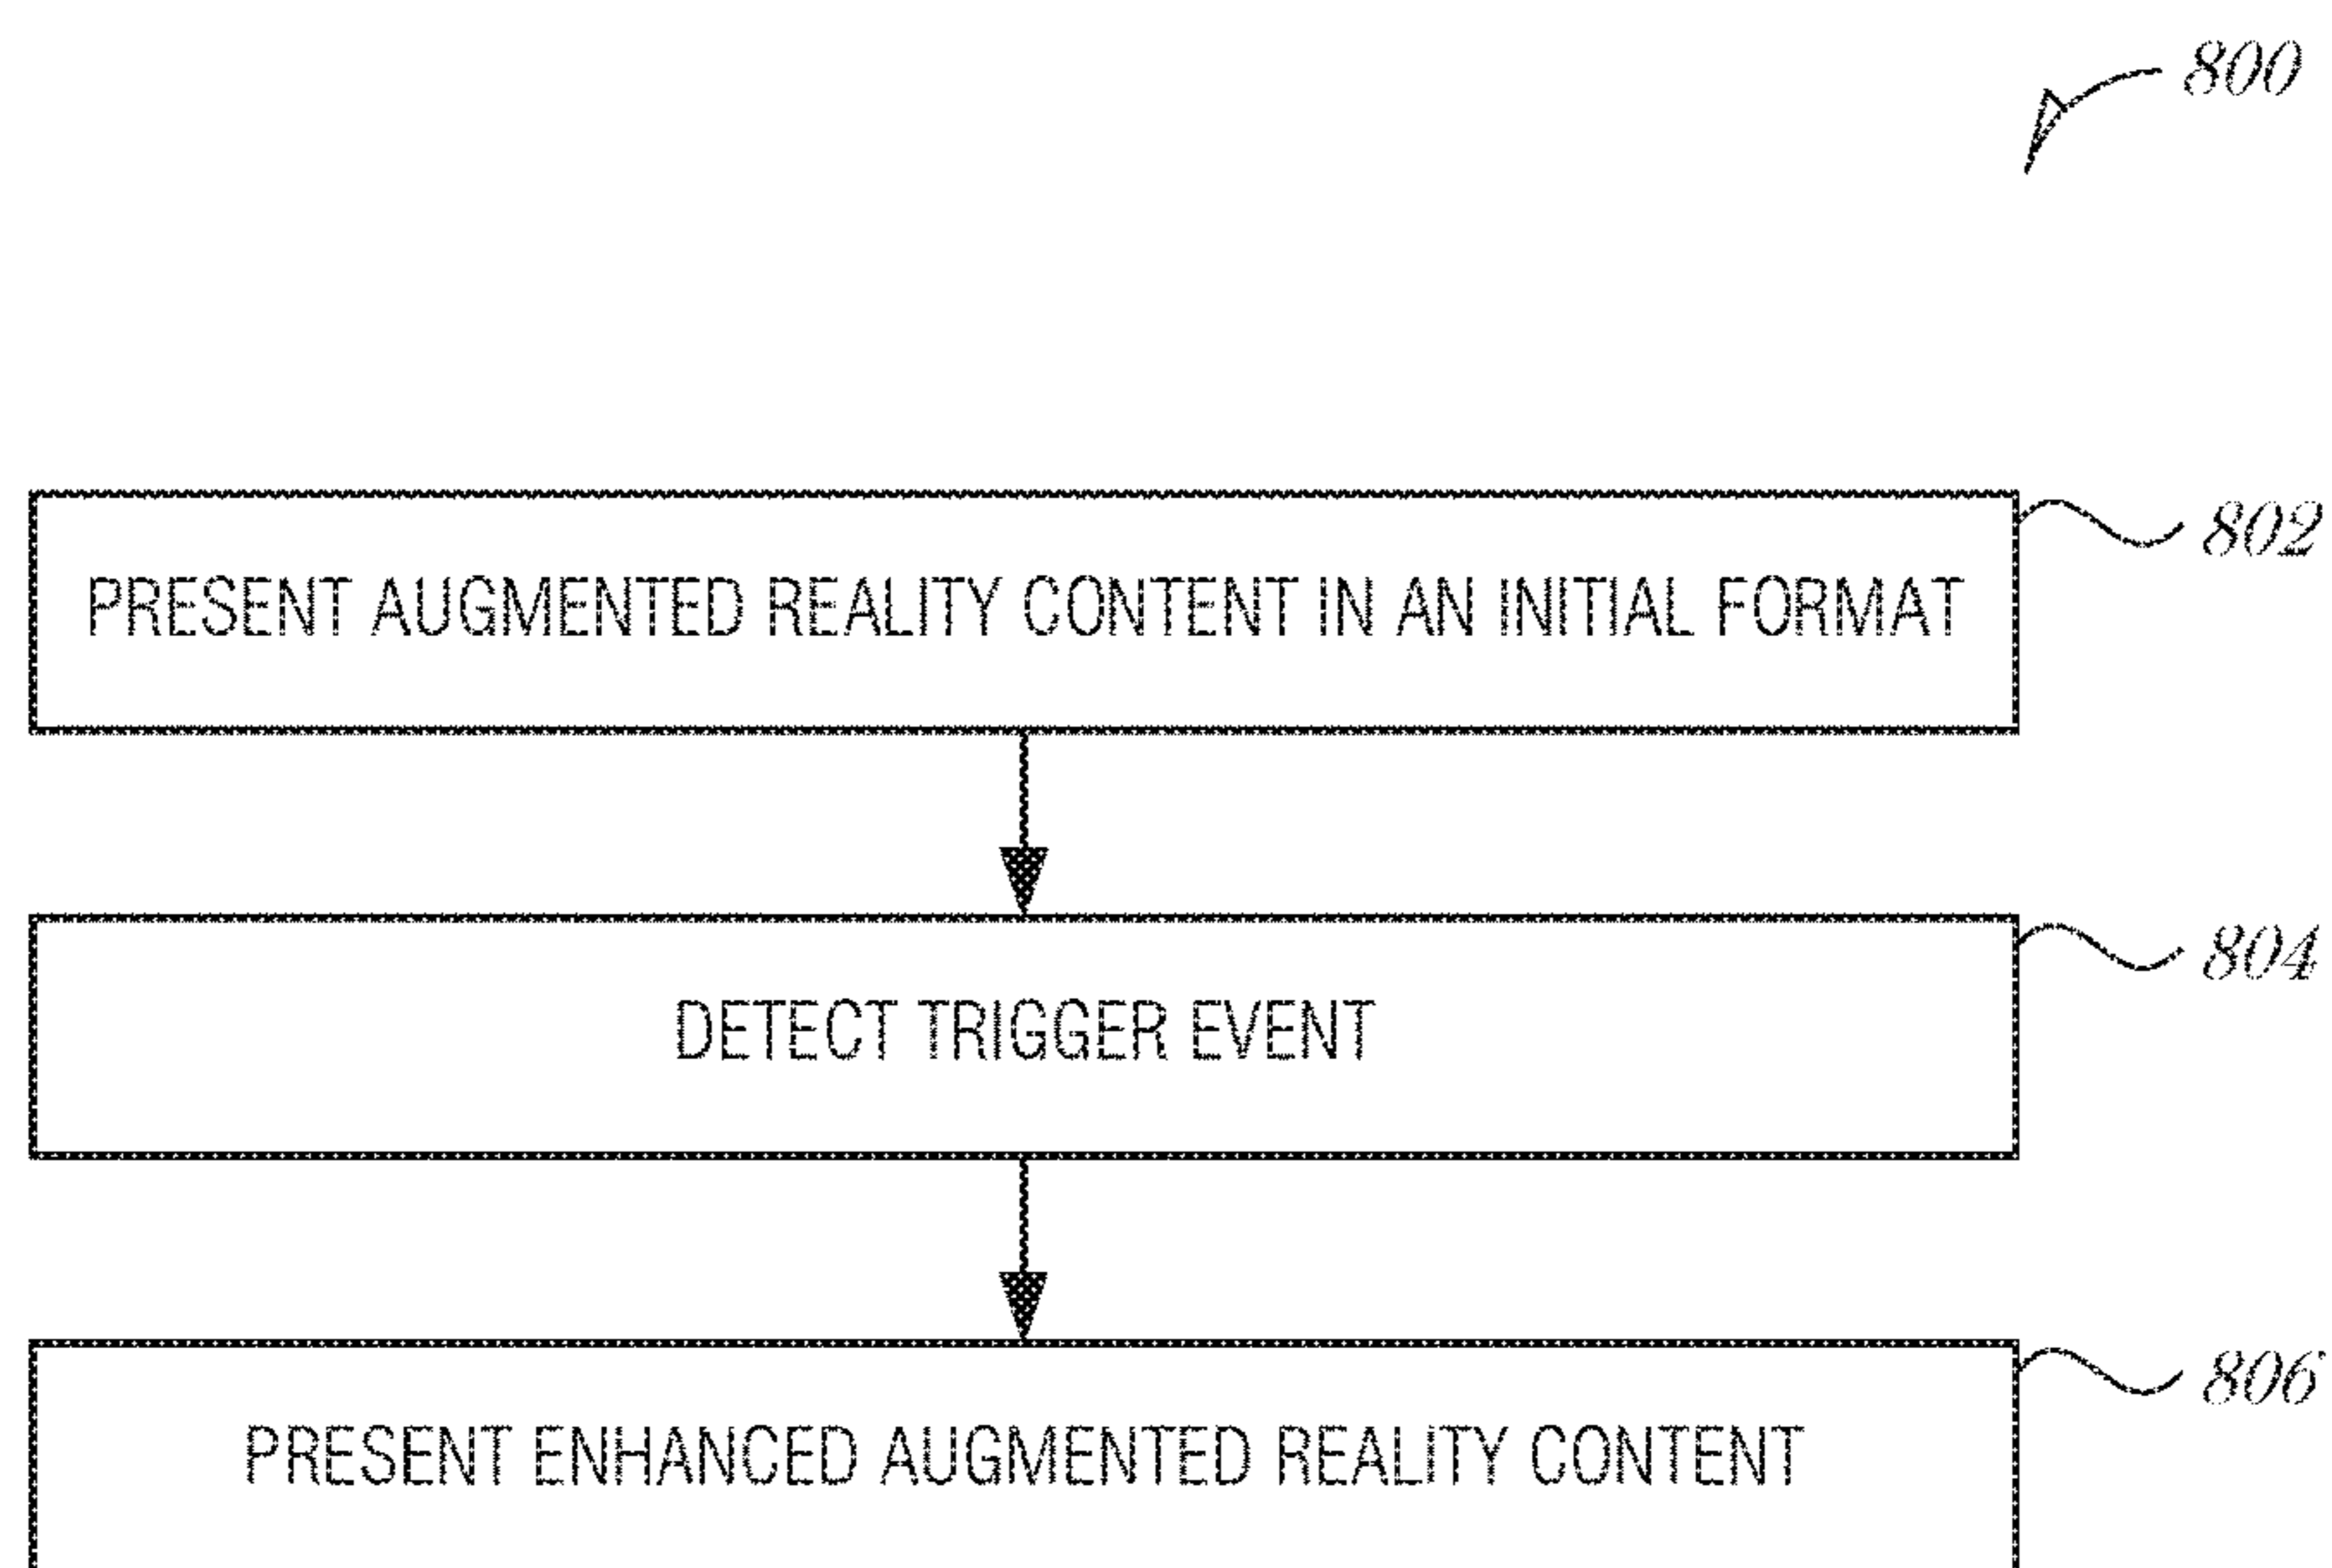 800
802
PRESENT AUGMENTED REALITY CONTENT IN AN INITIAL FORMAT
804
DETECT TRIGGER EVENT
806
PRESENT ENHANCED AUGMENTED REALITY CONTENT